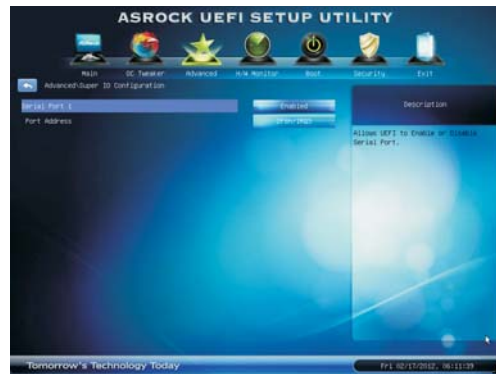 ASROCK UEFI SETUP UTILITY
Main OC Tweaker Advanced H/W Monitor Boot Security Exit
Advanced\Super IO Configuration
Serial Port 1 Enabled
Port Address
Description
Allows UEFI to Enable or Disable
Serial Port.
Tomorrow's Technology Today
Fri 02/17/2012, 06:11:39